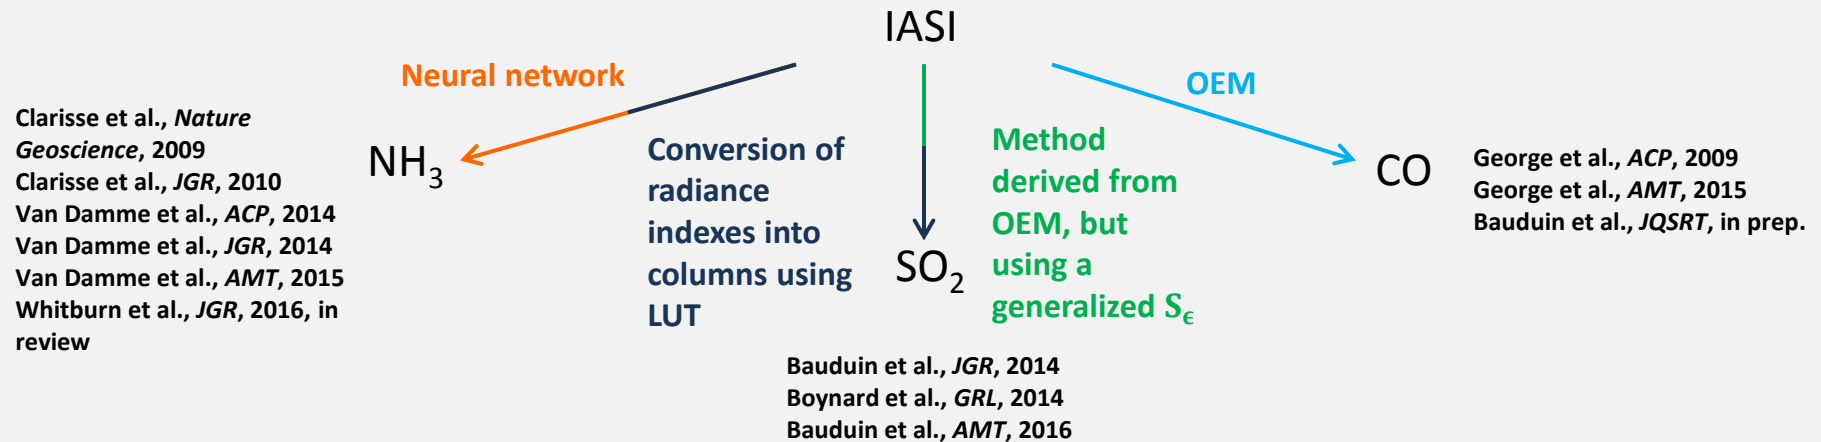 IASI
Neural network
OEM
Clarisse et al., Nature
Geoscience, 2009
Clarisse et al., JGR, 2010
Van Damme et al., ACP, 2014
Van Damme et al., JGR, 2014
Van Damme et al., AMT, 2015
Whitburn et al., JGR, 2016, in
review
NH₃
Conversion of
radiance
indexes into
columns using
LUT
SO₂
Method
derived from
OEM, but
using a
generalized Sϵ
CO
George et al., ACP, 2009
George et al., AMT, 2015
Bauduin et al., JQSRT, in prep.
Bauduin et al., JGR, 2014
Boynard et al., GRL, 2014
Bauduin et al., AMT, 2016